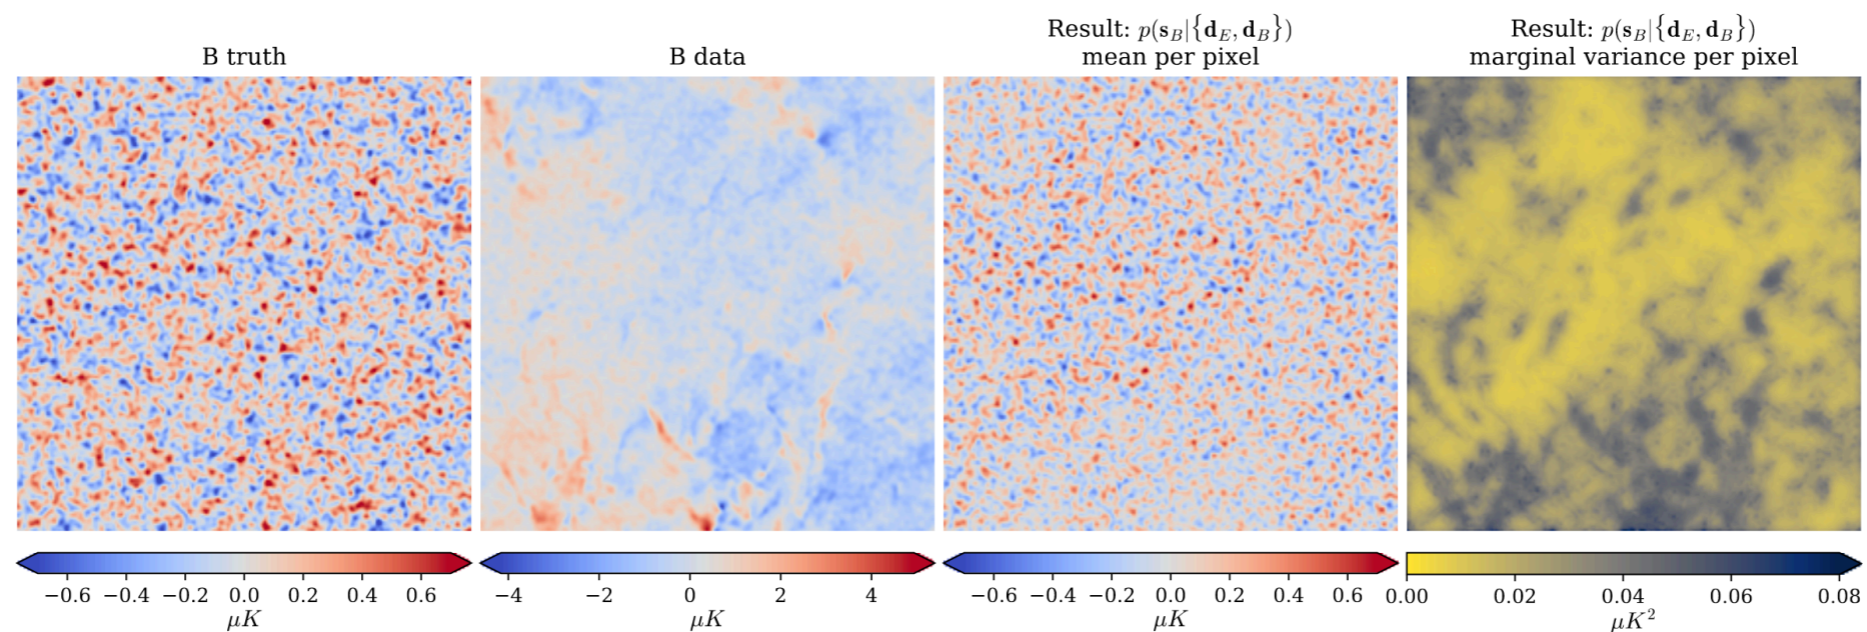 B truth
B data
Result: p(s_B|{d_E, d_B})
mean per pixel
Result: p(s_B|{d_E, d_B})
marginal variance per pixel
−0.6 −0.4 −0.2 0.0 0.2 0.4 0.6
μK
−4 −2 0 2 4
μK
−0.6 −0.4 −0.2 0.0 0.2 0.4 0.6
μK
0.00 0.02 0.04 0.06 0.08
μK²